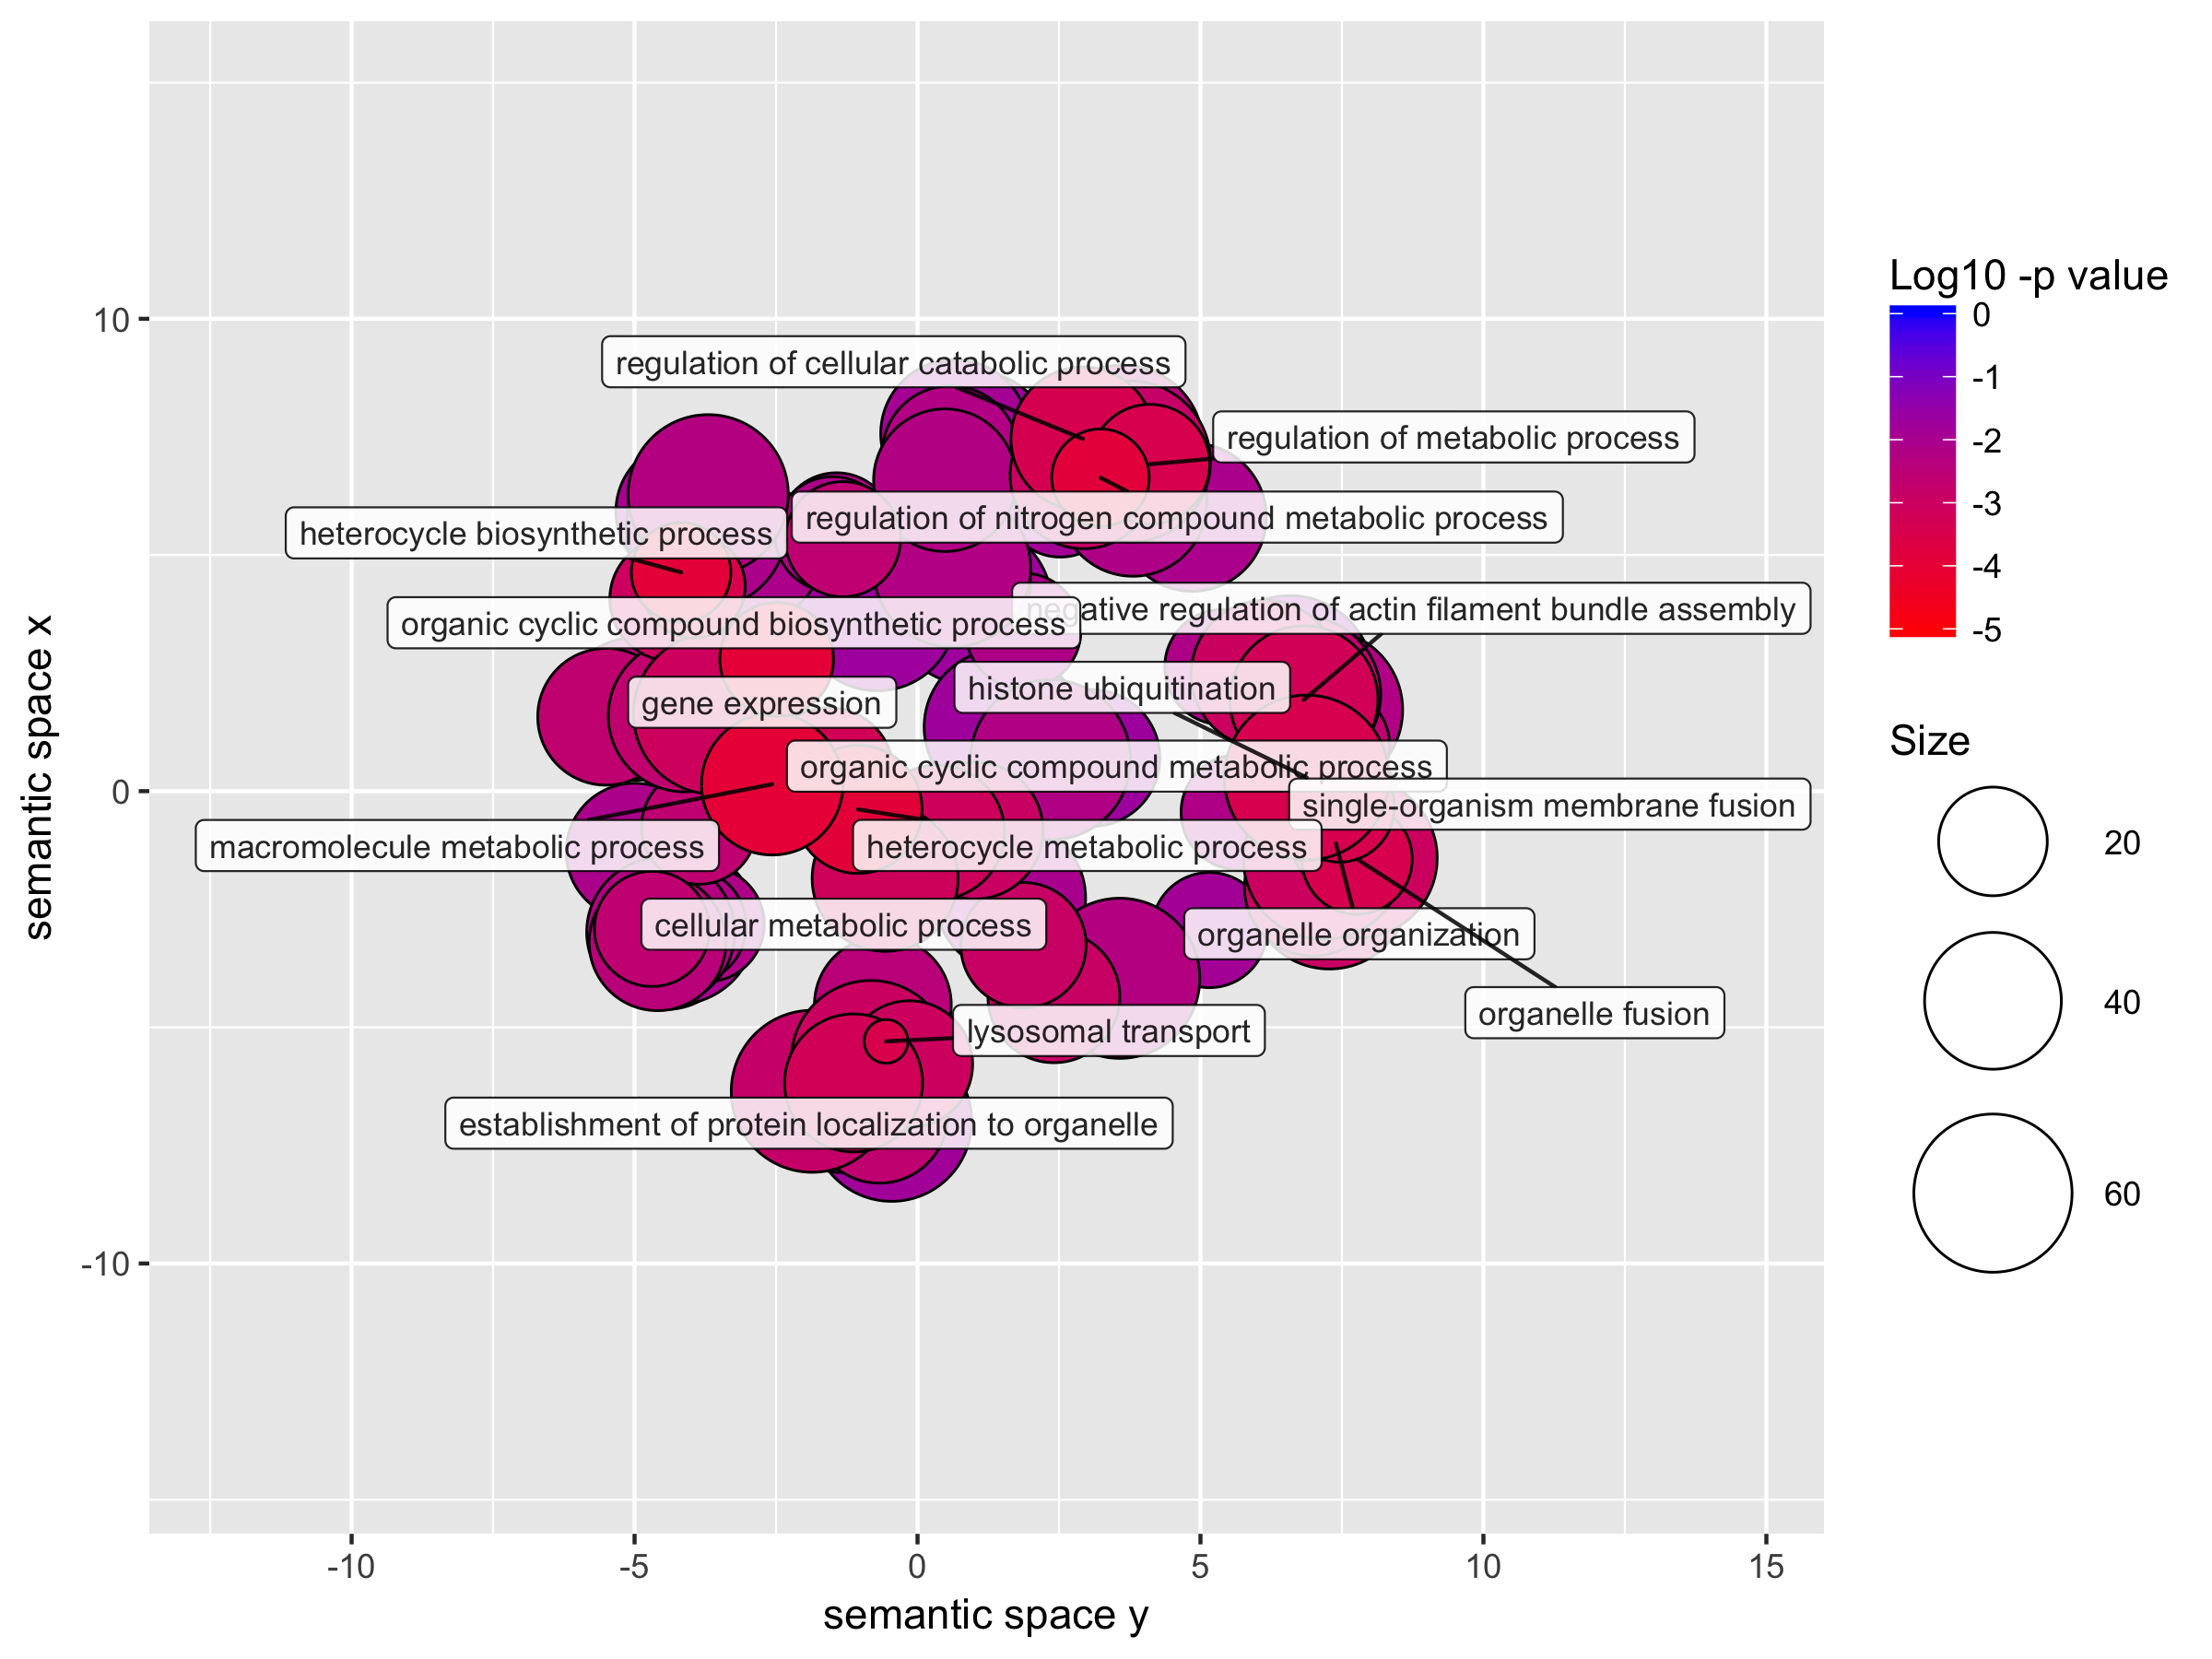 regulation of cellular catabolic process
regulation of metabolic process
regulation of nitrogen compound metabolic process
heterocycle biosynthetic process
negative regulation of actin filament bundle assembly
organic cyclic compound biosynthetic process
histone ubiquitination
gene expression
organic cyclic compound metabolic process
single-organism membrane fusion
macromolecule metabolic process
heterocycle metabolic process
cellular metabolic process
organelle organization
organelle fusion
lysosomal transport
establishment of protein localization to organelle
10
0
-10
semantic space x
-10
-5
0
5
10
15
semantic space y
Log10 -p value
0
-1
-2
-3
-4
-5
Size
20
40
60